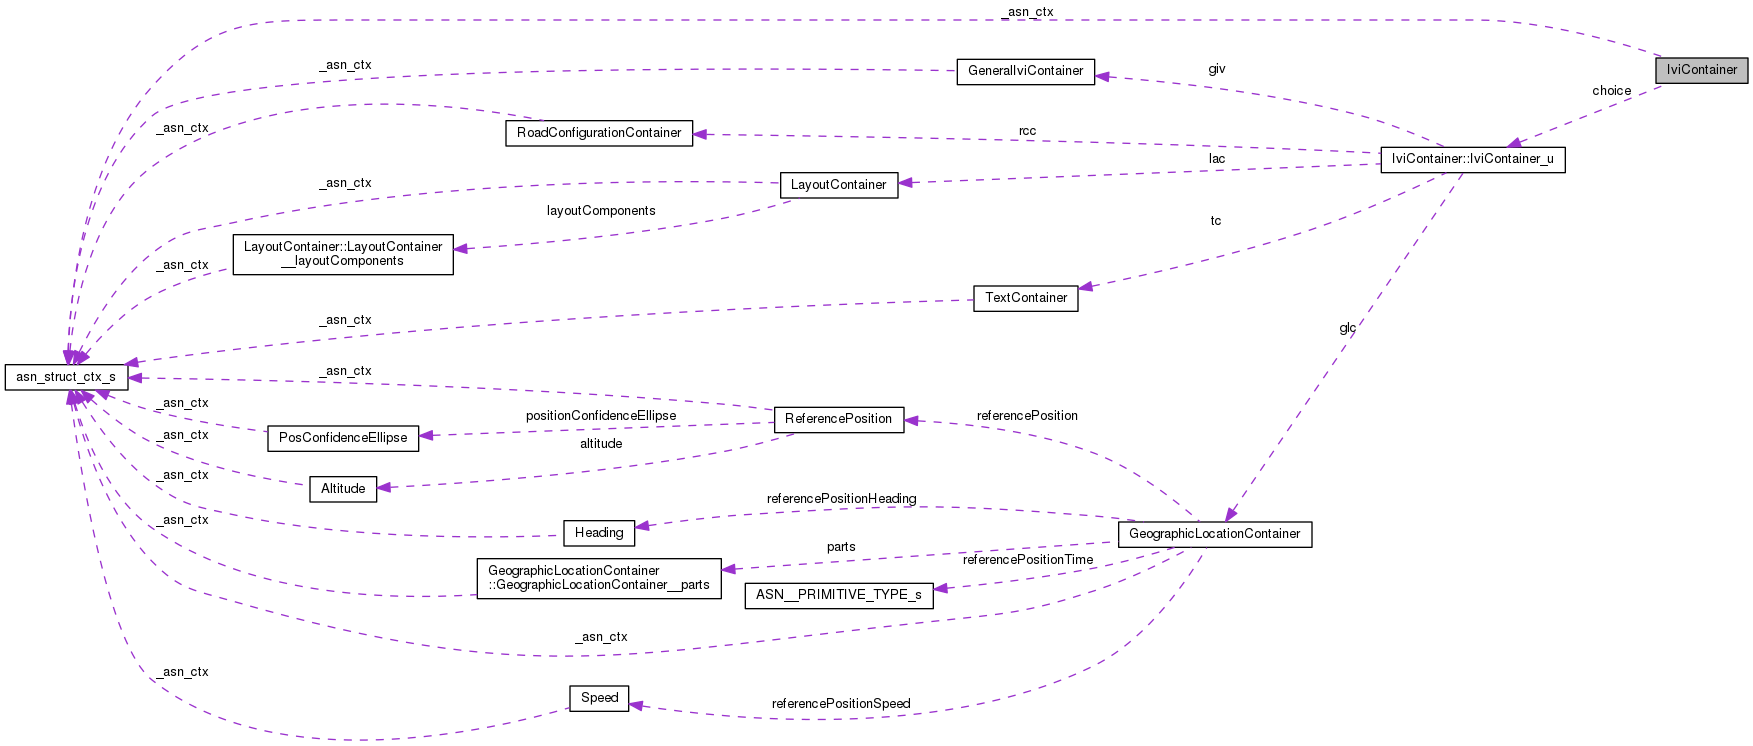 _asn_ctx
IviContainer
_asn_ctx
GeneralIviContainer
giv
choice
_asn_ctx
RoadConfigurationContainer
rcc
IviContainer::IviContainer_u
lac
_asn_ctx
LayoutContainer
layoutComponents
tc
LayoutContainer::LayoutContainer
__layoutComponents
_asn_ctx
TextContainer
_asn_ctx
glc
asn_struct_ctx_s
_asn_ctx
_asn_ctx
positionConfidenceEllipse
ReferencePosition
referencePosition
PosConfidenceEllipse
_asn_ctx
altitude
_asn_ctx
Altitude
referencePositionHeading
_asn_ctx
Heading
GeographicLocationContainer
parts
referencePositionTime
GeographicLocationContainer
::GeographicLocationContainer__parts
ASN__PRIMITIVE_TYPE_s
_asn_ctx
_asn_ctx
Speed
referencePositionSpeed